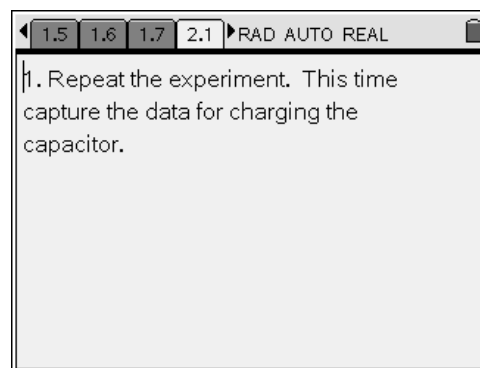 1.5 1.6 1.7 2.1 RAD AUTO REAL
1. Repeat the experiment. This time
capture the data for charging the
capacitor.